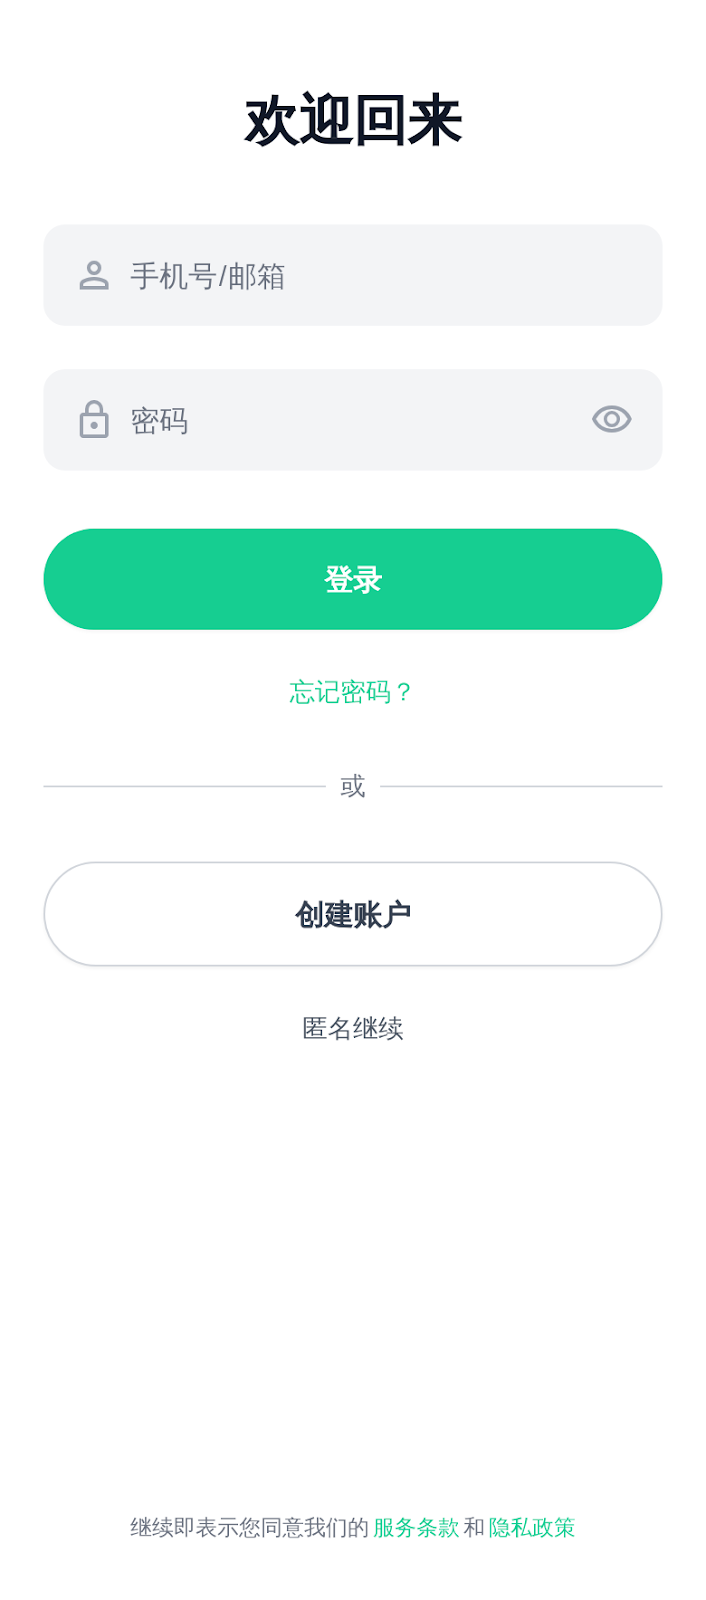 欢迎回来
手机号/邮箱
密码
登录
忘记密码？
或
创建账户
匿名继续
继续即表示您同意我们的 服务条款 和 隐私政策